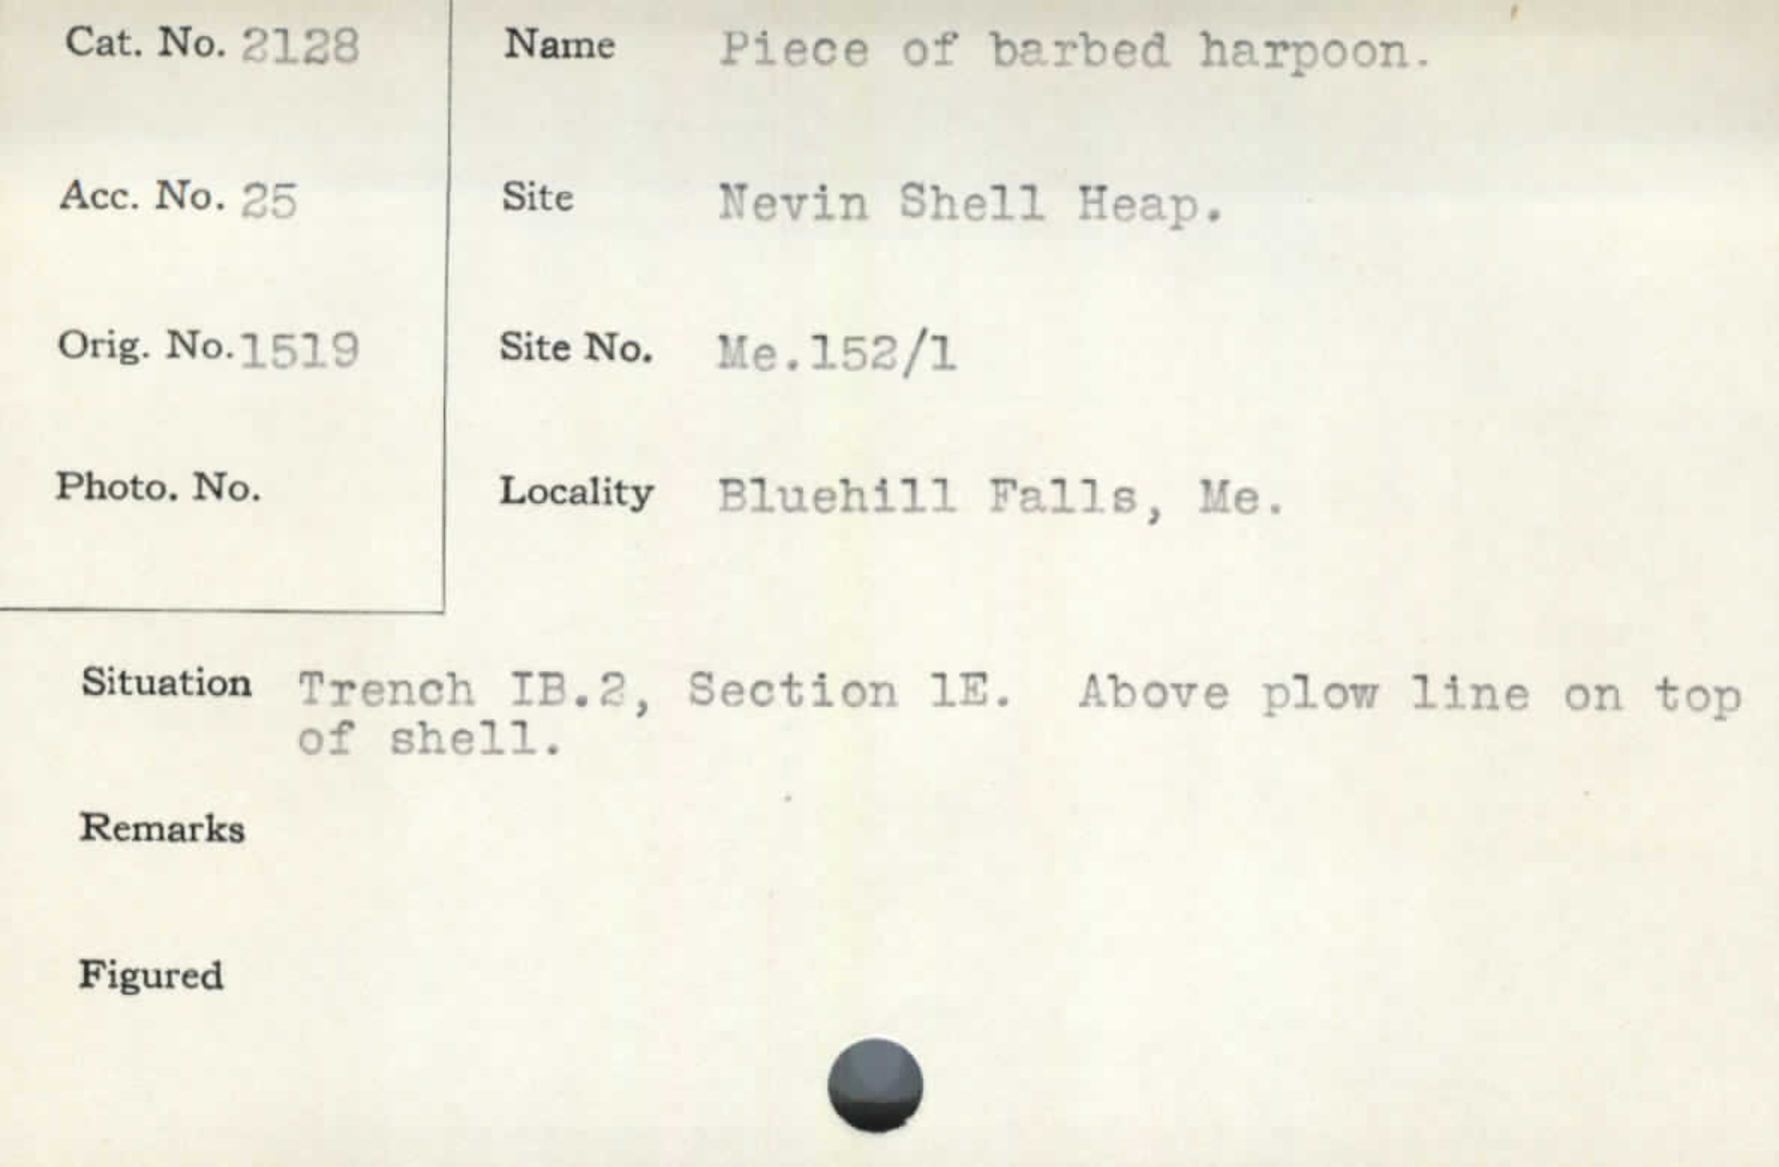 Cat. No. 2128
Name Piece of barbed harpoon.
Acc. No. 25
Site Nevin Shell Heap.
Orig. No. 1519
Site No. Me.152/1
Photo. No.
Locality Bluehill Falls, Me.
Situation Trench IB.2, Section 1E. Above plow line on top
of shell.
Remarks
Figured